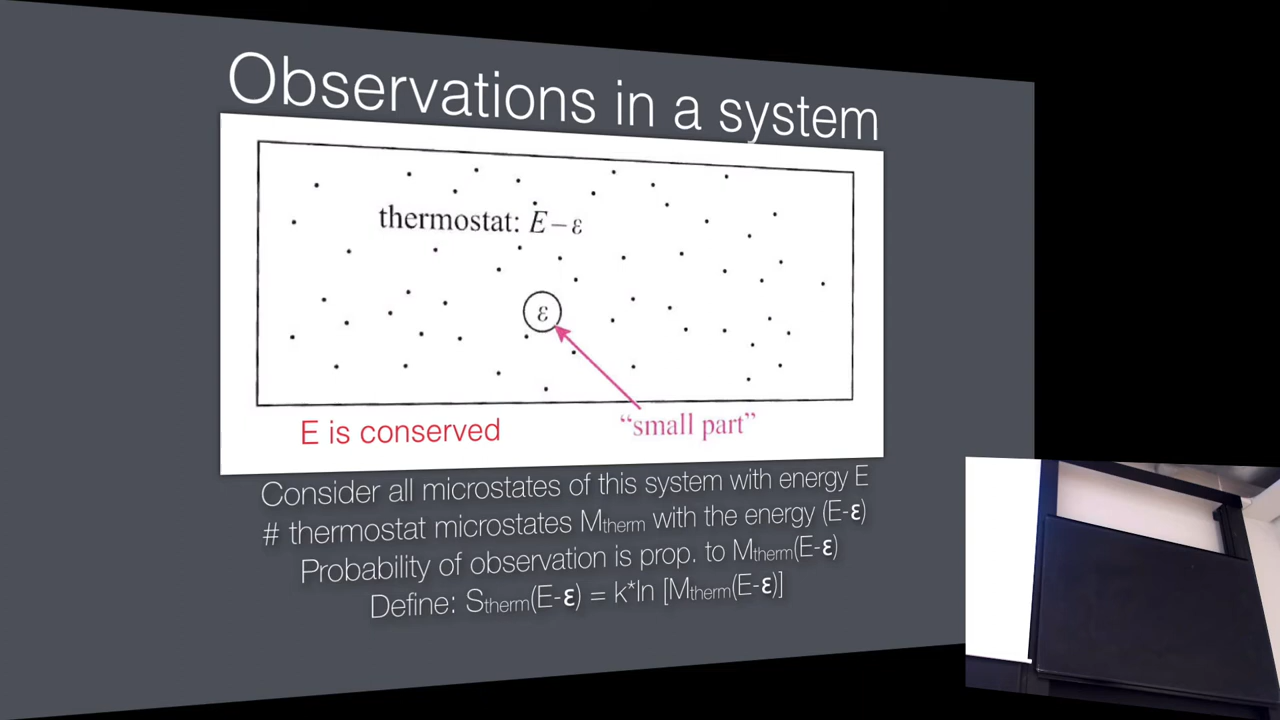 Observations in a system
thermostat: E – ε
ε
"small part"
E is conserved
Consider all microstates of this system with energy E
# thermostat microstates Mtherm with the energy (E-ε)
Probability of observation is prop. to Mtherm(E-ε)
Define: Stherm(E-ε) = k*ln [Mtherm(E-ε)]